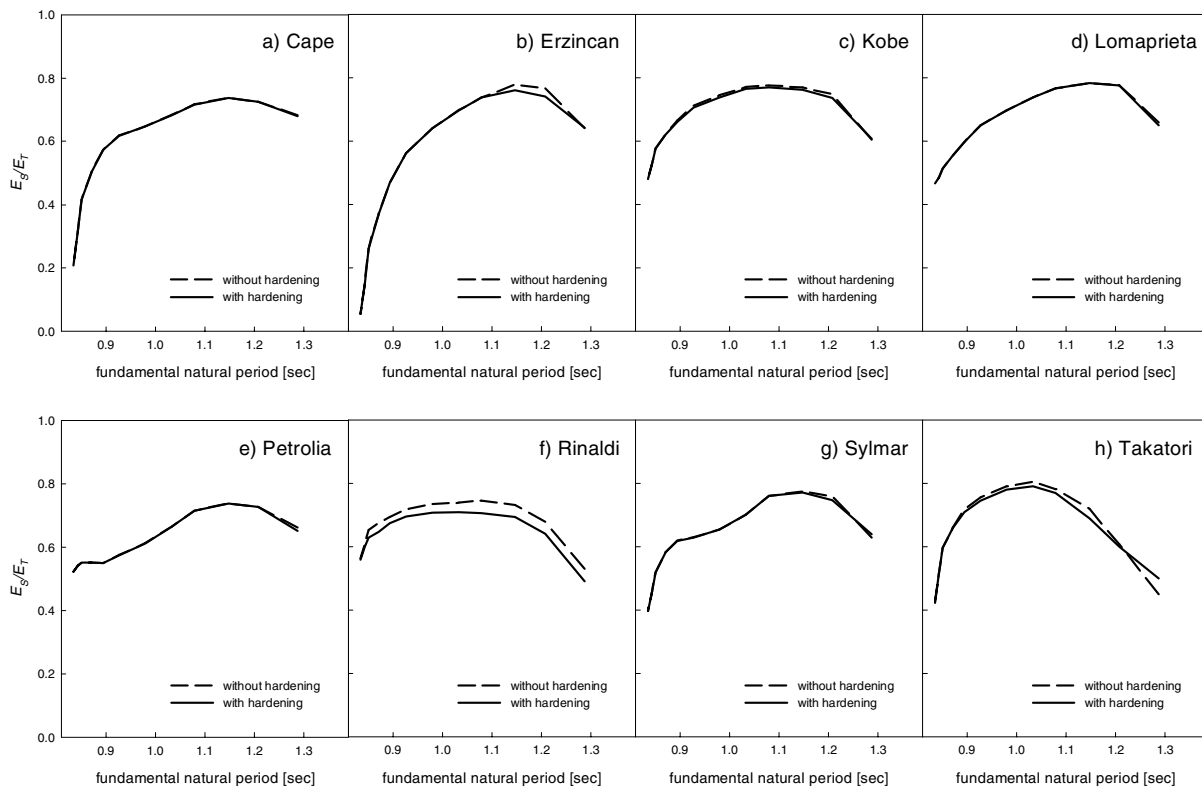 1.0
a) Cape
b) Erzincan
c) Kobe
d) Lomaprieta
0.8
0.6
E_S/E_T
0.4
0.2
without hardening
with hardening
without hardening
with hardening
without hardening
with hardening
without hardening
with hardening
0.0
0.9 1.0 1.1 1.2 1.3
0.9 1.0 1.1 1.2 1.3
0.9 1.0 1.1 1.2 1.3
0.9 1.0 1.1 1.2 1.3
fundamental natural period [sec]
fundamental natural period [sec]
fundamental natural period [sec]
fundamental natural period [sec]
1.0
e) Petrolia
f) Rinaldi
g) Sylmar
h) Takatori
0.8
0.6
E_S/E_T
0.4
0.2
without hardening
with hardening
without hardening
with hardening
without hardening
with hardening
without hardening
with hardening
0.0
0.9 1.0 1.1 1.2 1.3
0.9 1.0 1.1 1.2 1.3
0.9 1.0 1.1 1.2 1.3
0.9 1.0 1.1 1.2 1.3
fundamental natural period [sec]
fundamental natural period [sec]
fundamental natural period [sec]
fundamental natural period [sec]